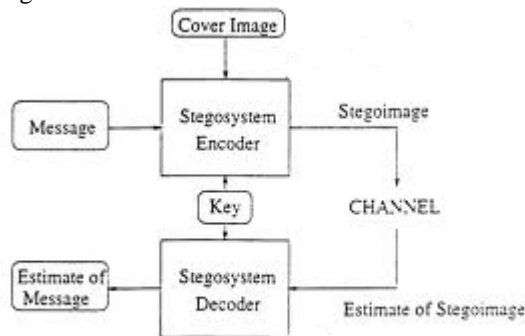 Cover Image
Message
Stegosystem
Encoder
Stegoimage
Key
CHANNEL
Estimate of
Message
Stegosystem
Decoder
Estimate of Stegoimage